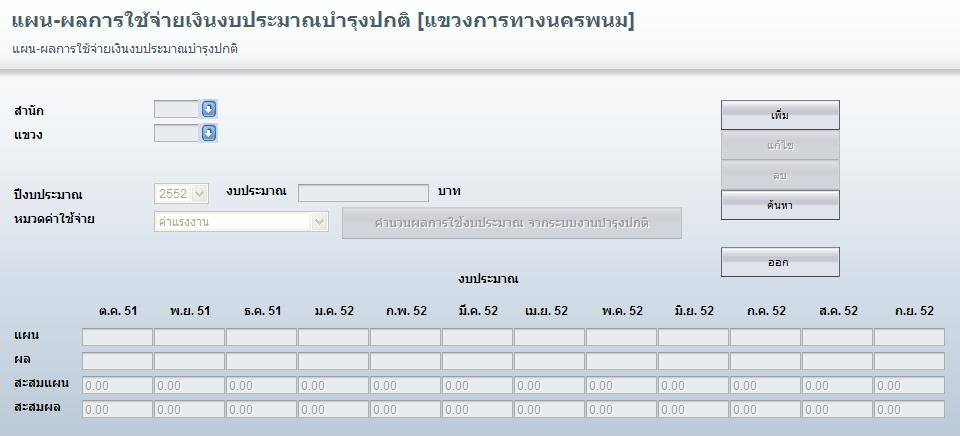 แผน-ผลการใช้จ่ายเงินงบประมาณบำรุงปกติ [แขวงการทางนครพนม]
แผน-ผลการใช้จ่ายเงินงบประมาณบำรุงปกติ
สำนัก
เพิ่ม
แขวง
แก้ไข
ลบ
ปีงบประมาณ 2552 งบประมาณ บาท
ค้นหา
หมวดค่าใช้จ่าย ค่าแรงงาน คำนวนผลการใช้งบประมาณ จากระบบงานบำรุงปกติ
ออก
งบประมาณ
ต.ค. 51 พ.ย. 51 ธ.ค. 51 ม.ค. 52 ก.พ. 52 มี.ค. 52 เม.ย. 52 พ.ค. 52 มิ.ย. 52 ก.ค. 52 ส.ค. 52 ก.ย. 52
แผน
ผล
สะสมแผน 0.00 0.00 0.00 0.00 0.00 0.00 0.00 0.00 0.00 0.00 0.00 0.00
สะสมผล 0.00 0.00 0.00 0.00 0.00 0.00 0.00 0.00 0.00 0.00 0.00 0.00